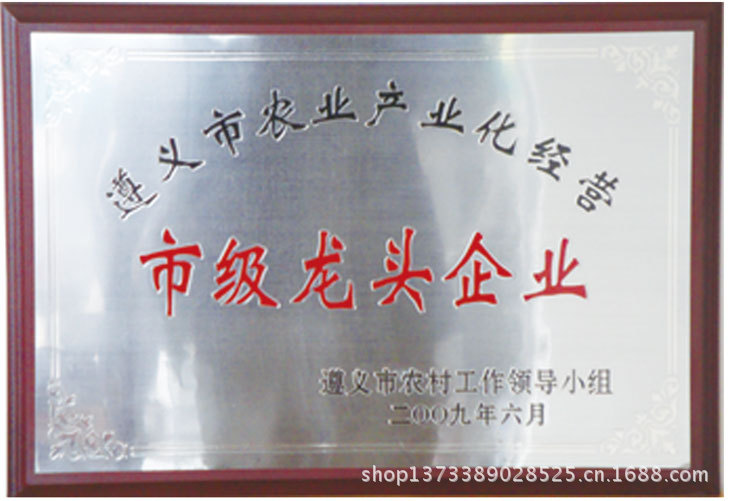 遵义市农业产业化经营
市级龙头企业
遵义市农村工作领导小组
二〇〇九年六月
shop1373389028525.cn.1688.com